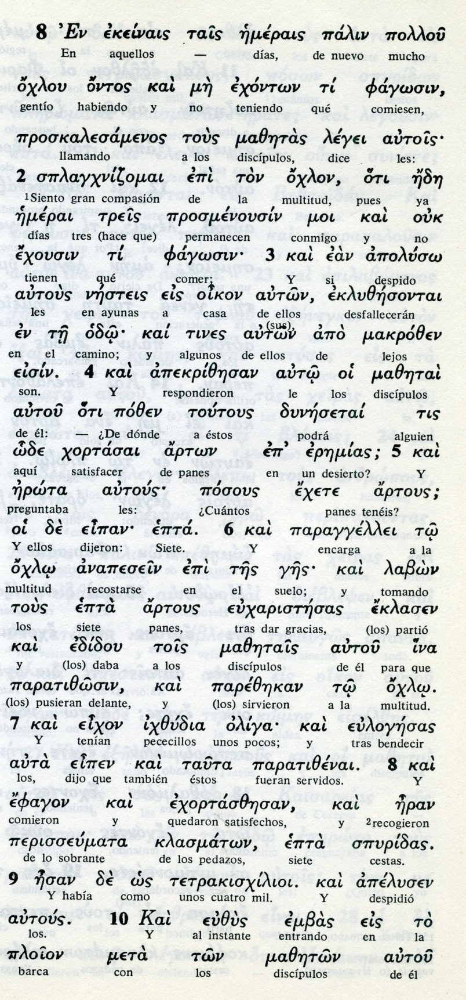 8 Ἐν ἐκείναις ταῖς ἡμέραις πάλιν πολλοῦ
En aquellos — días, de nuevo mucho
ὄχλου ὄντος καὶ μὴ ἐχόντων τί φάγωσιν,
gentío habiendo y no teniendo qué comiesen,
προσκαλεσάμενος τοὺς μαθητὰς λέγει αὐτοῖς·
llamando a los discípulos, dice les:
2 σπλαγχνίζομαι ἐπὶ τὸν ὄχλον, ὅτι ἤδη
¹Siento gran compasión de la multitud, pues ya
ἡμέραι τρεῖς προσμένουσίν μοι καὶ οὐκ
días tres (hace que) permanecen conmigo y no
ἔχουσιν τί φάγωσιν· 3 καὶ ἐὰν ἀπολύσω
tienen qué comer; Y si despido
αὐτοὺς νήστεις εἰς οἶκον αὐτῶν, ἐκλυθήσονται
les en ayunas a casa de ellos desfallecerán
(sus),
ἐν τῇ ὁδῷ· καί τινες αὐτῶν ἀπὸ μακρόθεν
en el camino; y algunos de ellos de lejos
εἰσίν. 4 καὶ ἀπεκρίθησαν αὐτῷ οἱ μαθηταὶ
son. Y respondieron le los discípulos
αὐτοῦ ὅτι πόθεν τούτους δυνήσεταί τις
de él: — ¿De dónde a éstos podrá alguien
ὧδε χορτάσαι ἄρτων ἐπ' ἐρημίας; 5 καὶ
aquí satisfacer de panes en un desierto? Y
ἠρώτα αὐτούς· πόσους ἔχετε ἄρτους;
preguntaba les: ¿Cuántos panes tenéis?
οἱ δὲ εἶπαν· ἑπτά. 6 καὶ παραγγέλλει τῷ
Y ellos dijeron: Siete. Y encarga a la
ὄχλῳ ἀναπεσεῖν ἐπὶ τῆς γῆς· καὶ λαβὼν
multitud recostarse en el suelo; y tomando
τοὺς ἑπτὰ ἄρτους εὐχαριστήσας ἔκλασεν
los siete panes, tras dar gracias, (los) partió
καὶ ἐδίδου τοῖς μαθηταῖς αὐτοῦ ἵνα
y (los) daba a los discípulos de él para que
παρατιθῶσιν, καὶ παρέθηκαν τῷ ὄχλῳ.
(los) pusieran delante, y (los) sirvieron a la multitud.
7 καὶ εἶχον ἰχθύδια ὀλίγα· καὶ εὐλογήσας
Y tenían pececillos unos pocos; y tras bendecir
αὐτὰ εἶπεν καὶ ταῦτα παρατιθέναι. 8 καὶ
los, dijo que también éstos fueran servidos. Y
ἔφαγον καὶ ἐχορτάσθησαν, καὶ ἦραν
comieron y quedaron satisfechos, y ²recogieron
περισσεύματα κλασμάτων, ἑπτὰ σπυρίδας.
de lo sobrante de los pedazos, siete cestas.
9 ἦσαν δὲ ὡς τετρακισχίλιοι. καὶ ἀπέλυσεν
Y había como unos cuatro mil. Y despidió
αὐτούς. 10 Καὶ εὐθὺς ἐμβὰς εἰς τὸ
los. Y al instante entrando en la
πλοῖον μετὰ τῶν μαθητῶν αὐτοῦ
barca con los discípulos de él